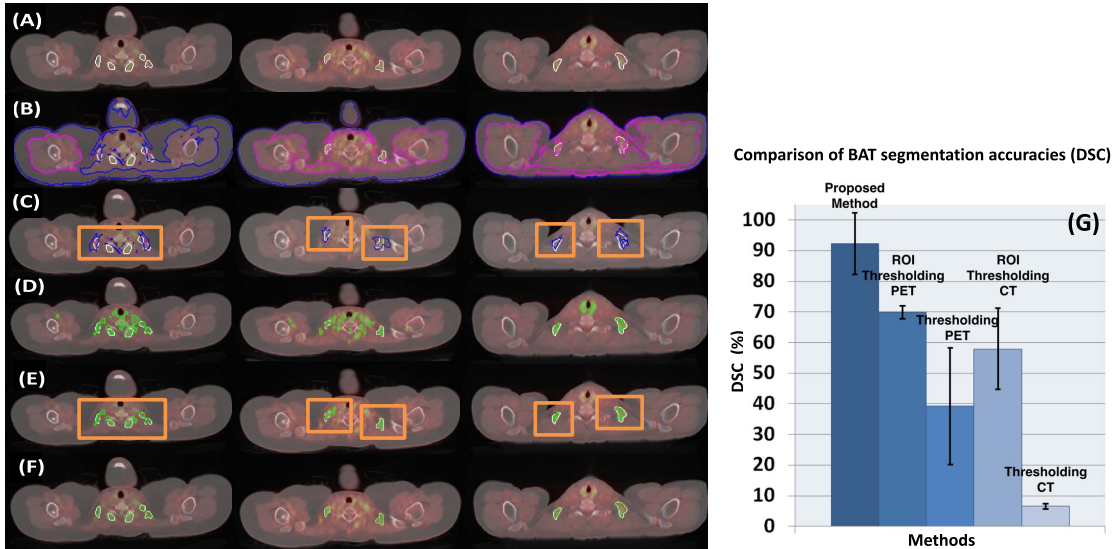 (A)
(B)
(C)
(D)
(E)
(F)
Comparison of BAT segmentation accuracies (DSC)
(G)
DSC (%)
100
90
80
70
60
50
40
30
20
10
0
Proposed
Method
ROI
Thresholding
PET
Thresholding
PET
ROI
Thresholding
CT
Thresholding
CT
Methods